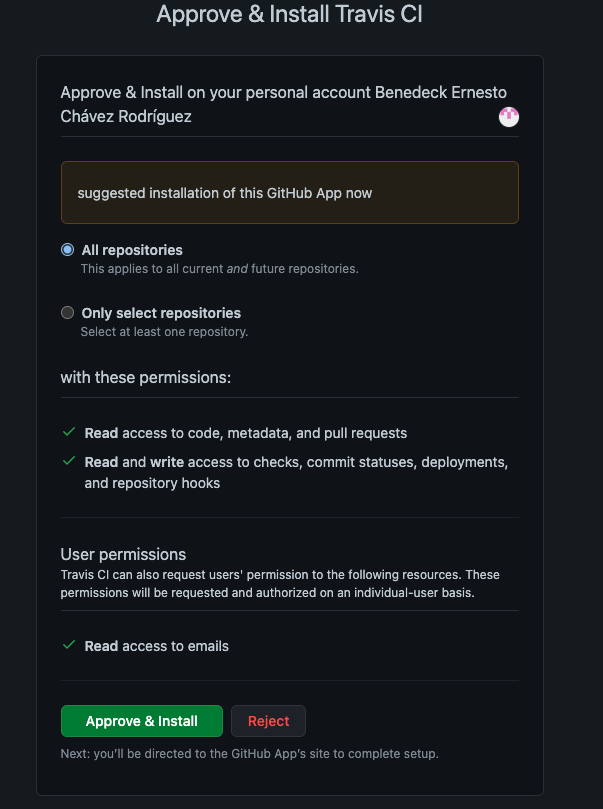 Approve & Install Travis CI
Approve & Install on your personal account Benedeck Ernesto
Chávez Rodríguez
suggested installation of this GitHub App now
All repositories
This applies to all current and future repositories.
Only select repositories
Select at least one repository.
with these permissions:
Read access to code, metadata, and pull requests
Read and write access to checks, commit statuses, deployments,
and repository hooks
User permissions
Travis CI can also request users' permission to the following resources. These
permissions will be requested and authorized on an individual-user basis.
Read access to emails
Approve & Install
Reject
Next: you'll be directed to the GitHub App's site to complete setup.